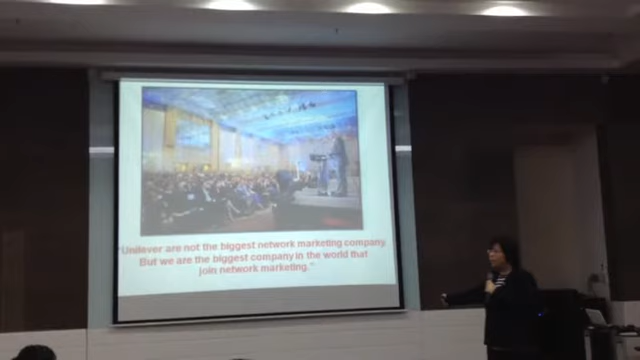 "Unilever are not the biggest network marketing company.
But we are the biggest company in the world that
join network marketing."